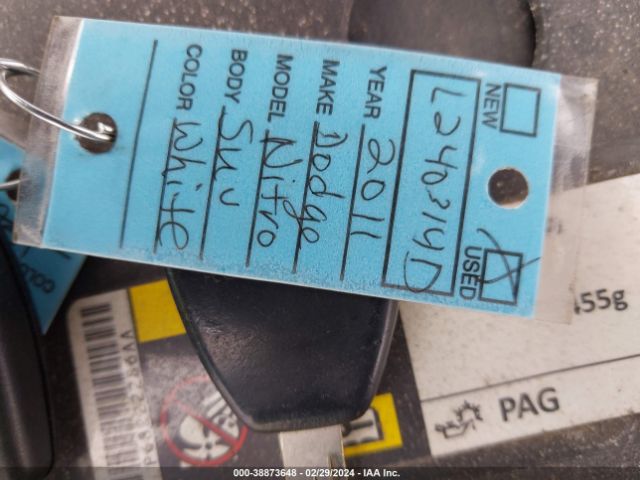 NEW
USED
L240314D
YEAR 2011
MAKE Dodge
MODEL Nitro
BODY SUV
COLOR White
455g
PAG
000-38873648 - 02/29/2024 - IAA Inc.